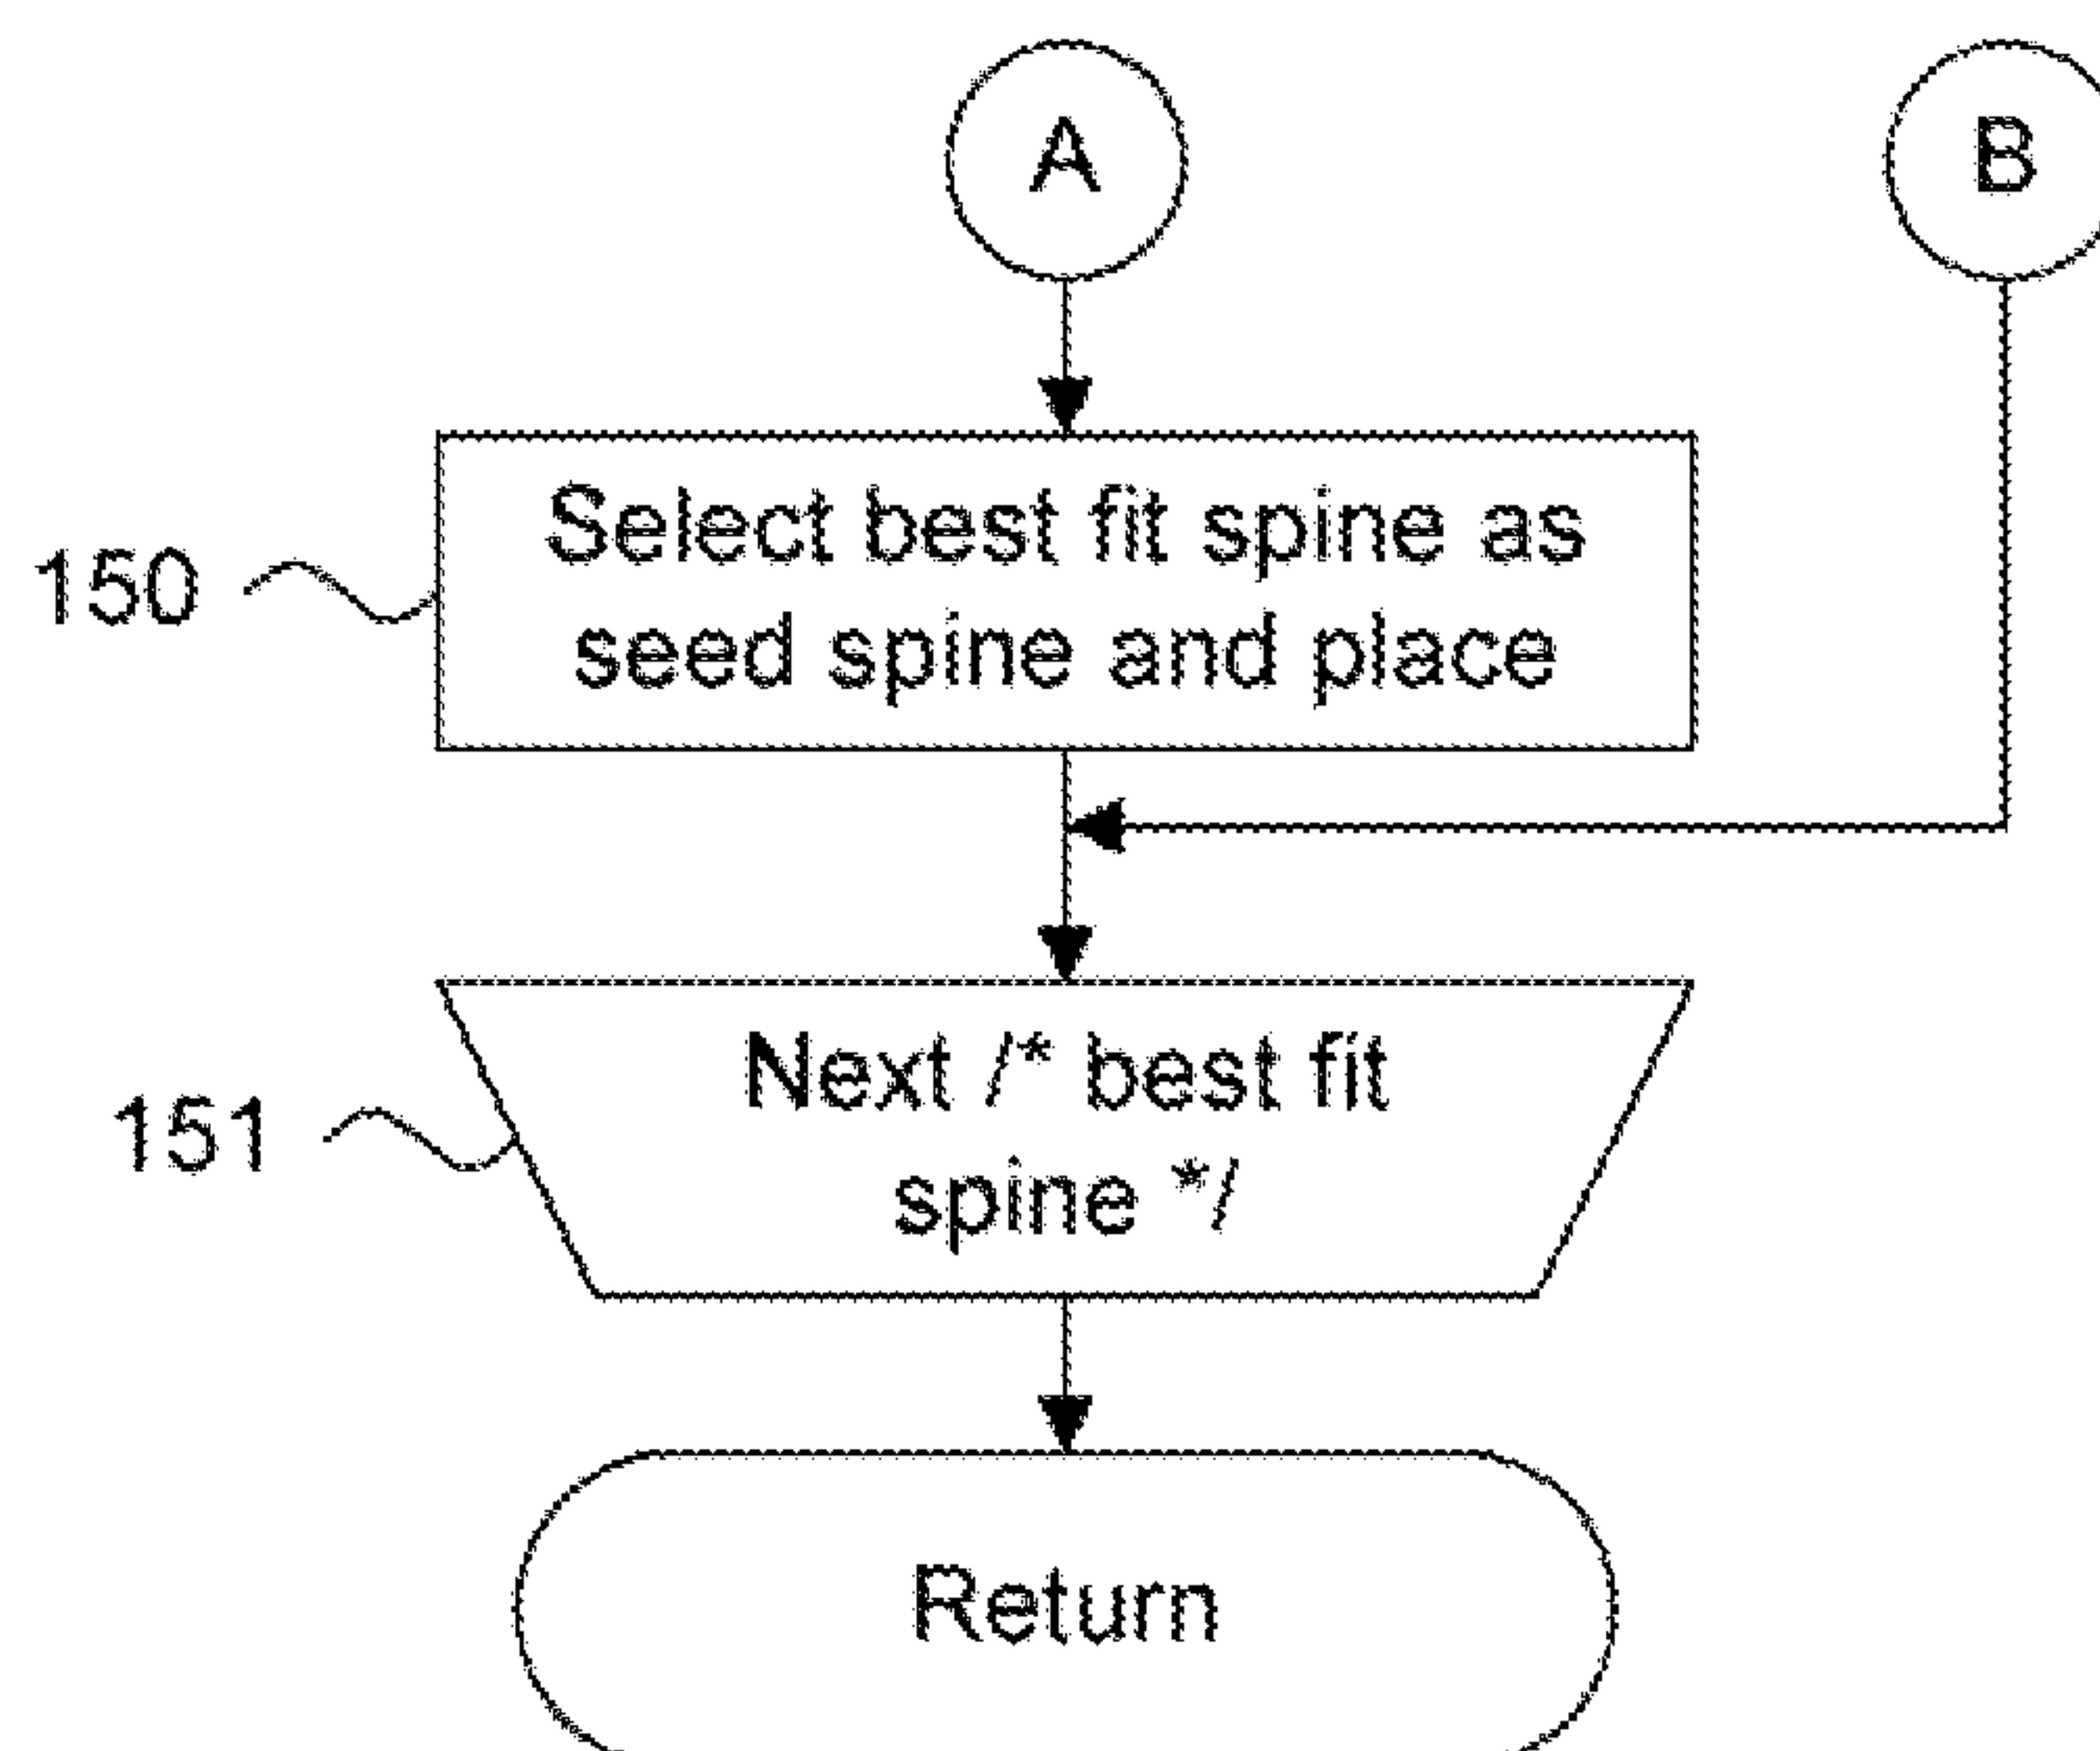 A
B
150
Select best fit spine as
seed spine and place
151
Next /* best fit
spine */
Return